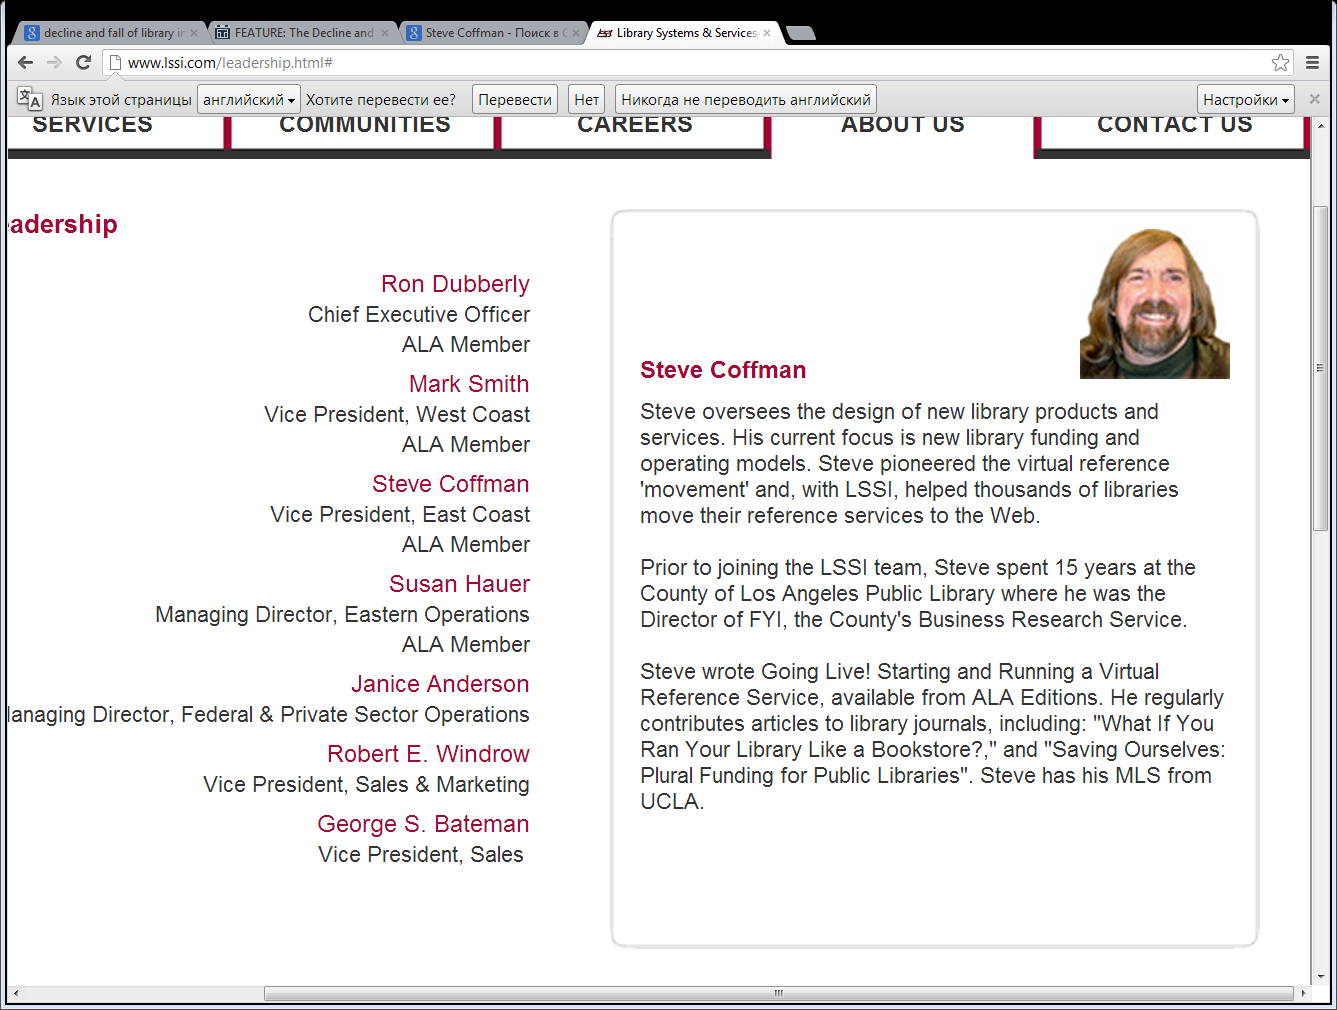 decline and fall of library in
FEATURE: The Decline and
Steve Coffman - Поиск в
Library Systems & Services,
www.lssi.com/leadership.html#
Язык этой страницы английский Хотите перевести ее? Перевести Нет Никогда не переводить английский Настройки
SERVICES COMMUNITIES CAREERS ABOUT US CONTACT US
eadership
Ron Dubberly
Chief Executive Officer
ALA Member
Mark Smith
Vice President, West Coast
ALA Member
Steve Coffman
Vice President, East Coast
ALA Member
Susan Hauer
Managing Director, Eastern Operations
ALA Member
Janice Anderson
Managing Director, Federal & Private Sector Operations
Robert E. Windrow
Vice President, Sales & Marketing
George S. Bateman
Vice President, Sales
Steve Coffman
Steve oversees the design of new library products and
services. His current focus is new library funding and
operating models. Steve pioneered the virtual reference
'movement' and, with LSSI, helped thousands of libraries
move their reference services to the Web.
Prior to joining the LSSI team, Steve spent 15 years at the
County of Los Angeles Public Library where he was the
Director of FYI, the County's Business Research Service.
Steve wrote Going Live! Starting and Running a Virtual
Reference Service, available from ALA Editions. He regularly
contributes articles to library journals, including: "What If You
Ran Your Library Like a Bookstore?," and "Saving Ourselves:
Plural Funding for Public Libraries". Steve has his MLS from
UCLA.